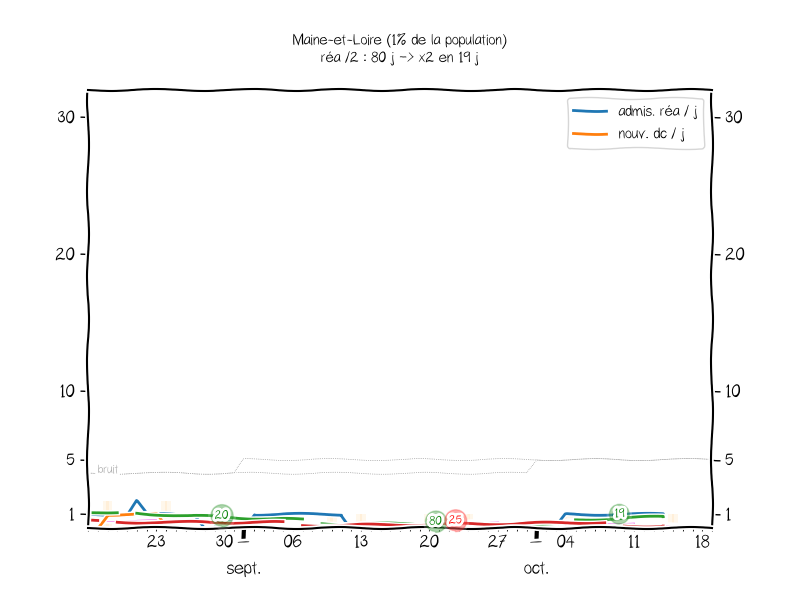 Maine-et-Loire (1% de la population)
réa /2 : 80 j -> x2 en 19 j
admis. réa / j
nouv. dc / j
30 30
20 20
10 10
5 5
bruit
1 1
20 80 25 19
23 30 06 13 20 27 04 11 18
sept. oct.